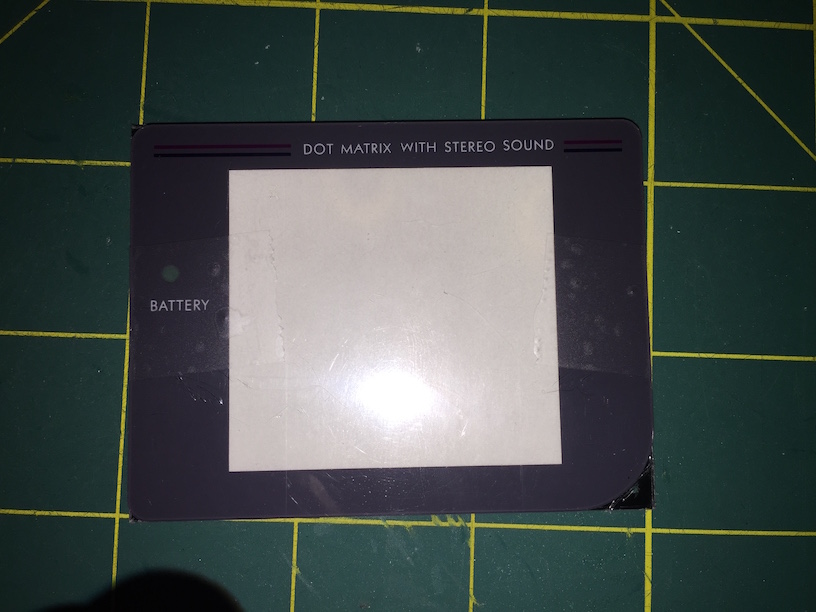 DOT MATRIX WITH STEREO SOUND
BATTERY